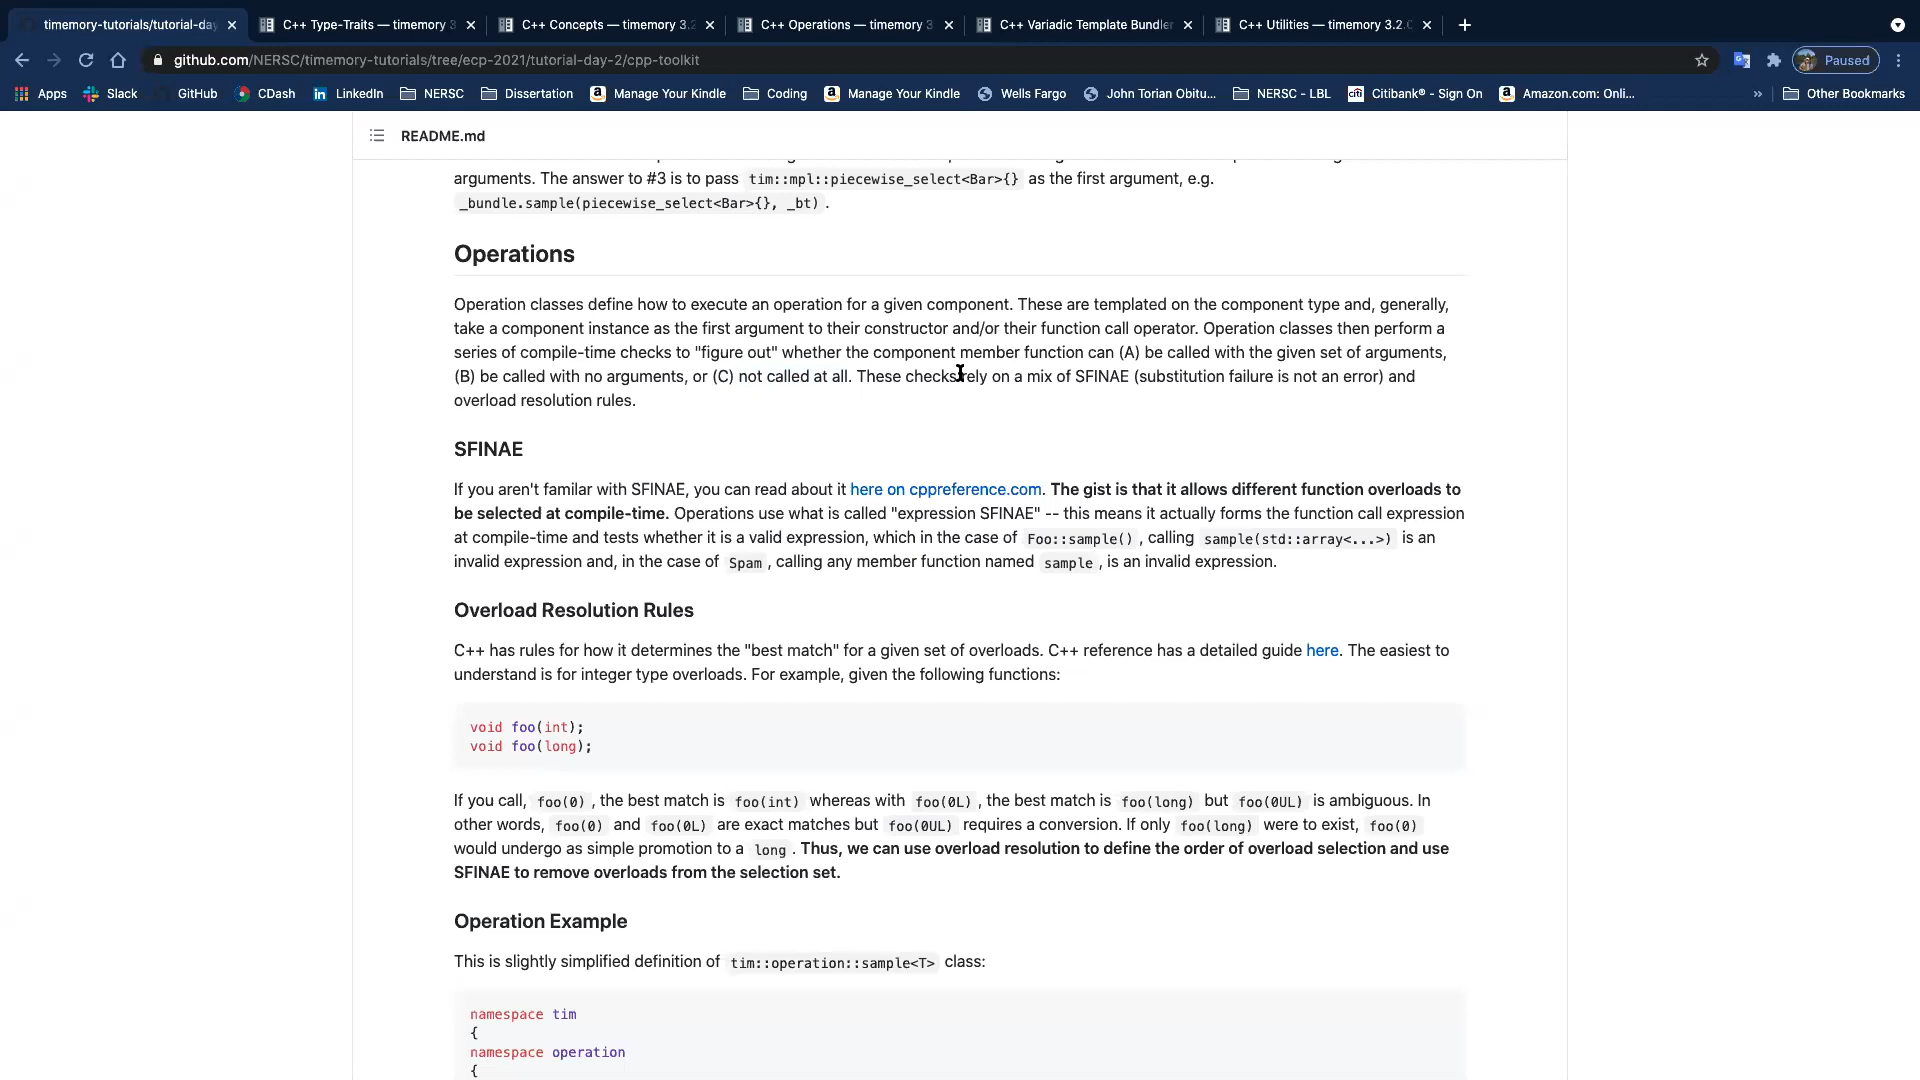 timemory-tutorials/tutorial-day
C++ Type-Traits — timemory 3
C++ Concepts — timemory 3.2
C++ Operations — timemory 3
C++ Variadic Template Bundler
C++ Utilities — timemory 3.2.0
github.com/NERSC/timemory-tutorials/tree/ecp-2021/tutorial-day-2/cpp-toolkit
Paused
Apps Slack GitHub CDash LinkedIn NERSC Dissertation Manage Your Kindle Coding Manage Your Kindle Wells Fargo John Torian Obitu... NERSC - LBL Citibank® - Sign On Amazon.com: Onli... » Other Bookmarks
README.md
arguments. The answer to #3 is to pass tim::mpl::piecewise_select<Bar>{} as the first argument, e.g.
_bundle.sample(piecewise_select<Bar>{}, _bt) .
Operations
Operation classes define how to execute an operation for a given component. These are templated on the component type and, generally,
take a component instance as the first argument to their constructor and/or their function call operator. Operation classes then perform a
series of compile-time checks to "figure out" whether the component member function can (A) be called with the given set of arguments,
(B) be called with no arguments, or (C) not called at all. These checks rely on a mix of SFINAE (substitution failure is not an error) and
overload resolution rules.
SFINAE
If you aren't familar with SFINAE, you can read about it here on cppreference.com. The gist is that it allows different function overloads to
be selected at compile-time. Operations use what is called "expression SFINAE" -- this means it actually forms the function call expression
at compile-time and tests whether it is a valid expression, which in the case of Foo::sample() , calling sample(std::array<...>) is an
invalid expression and, in the case of Spam , calling any member function named sample , is an invalid expression.
Overload Resolution Rules
C++ has rules for how it determines the "best match" for a given set of overloads. C++ reference has a detailed guide here. The easiest to
understand is for integer type overloads. For example, given the following functions:
void foo(int);
void foo(long);
If you call, foo(0) , the best match is foo(int) whereas with foo(0L) , the best match is foo(long) but foo(0UL) is ambiguous. In
other words, foo(0) and foo(0L) are exact matches but foo(0UL) requires a conversion. If only foo(long) were to exist, foo(0)
would undergo as simple promotion to a long . Thus, we can use overload resolution to define the order of overload selection and use
SFINAE to remove overloads from the selection set.
Operation Example
This is slightly simplified definition of tim::operation::sample<T> class:
namespace tim
{
namespace operation
{